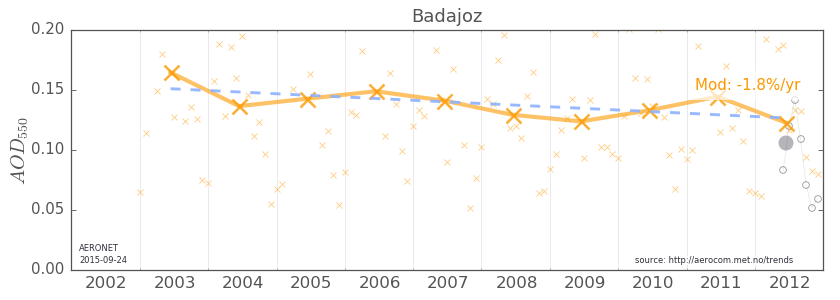 Badajoz
0.20
0.15
0.10
0.05
0.00
AOD550
Mod: -1.8%/yr
AERONET
2015-09-24
source: http://aerocom.met.no/trends
2002 2003 2004 2005 2006 2007 2008 2009 2010 2011 2012